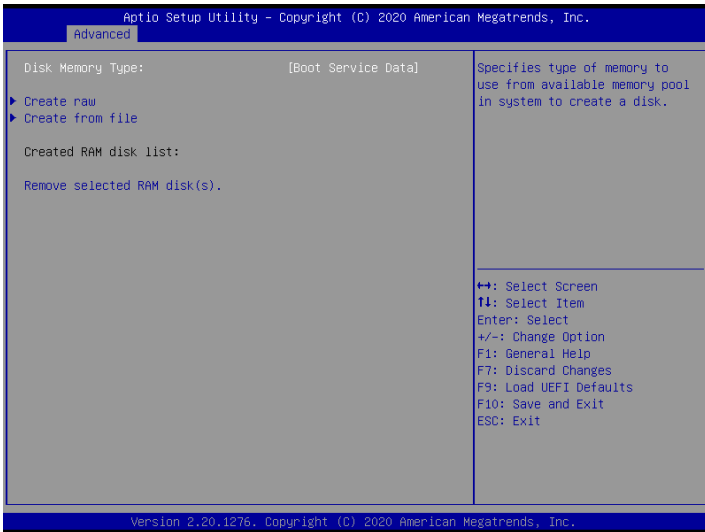 Aptio Setup Utility – Copyright (C) 2020 American Megatrends, Inc.
Advanced
Disk Memory Type: [Boot Service Data]
Create raw
Create from file
Created RAM disk list:
Remove selected RAM disk(s).
Specifies type of memory to
use from available memory pool
in system to create a disk.
↔: Select Screen
↑↓: Select Item
Enter: Select
+/-: Change Option
F1: General Help
F7: Discard Changes
F9: Load UEFI Defaults
F10: Save and Exit
ESC: Exit
Version 2.20.1276. Copyright (C) 2020 American Megatrends, Inc.